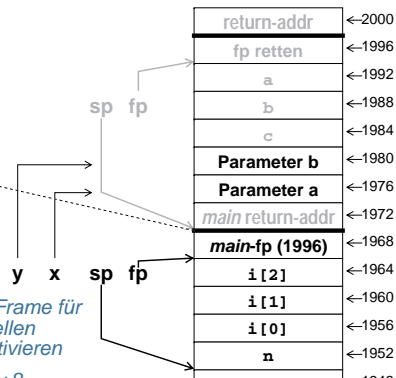 return-addr 2000
fp retten 1996
a 1992
sp fp b 1988
c 1984
Parameter b 1980
Parameter a 1976
main return-addr 1972
main-fp (1996) 1968
y x sp fp i[2] 1964
Frame für i[1] 1960
ellen i[0] 1956
tivieren n 1952